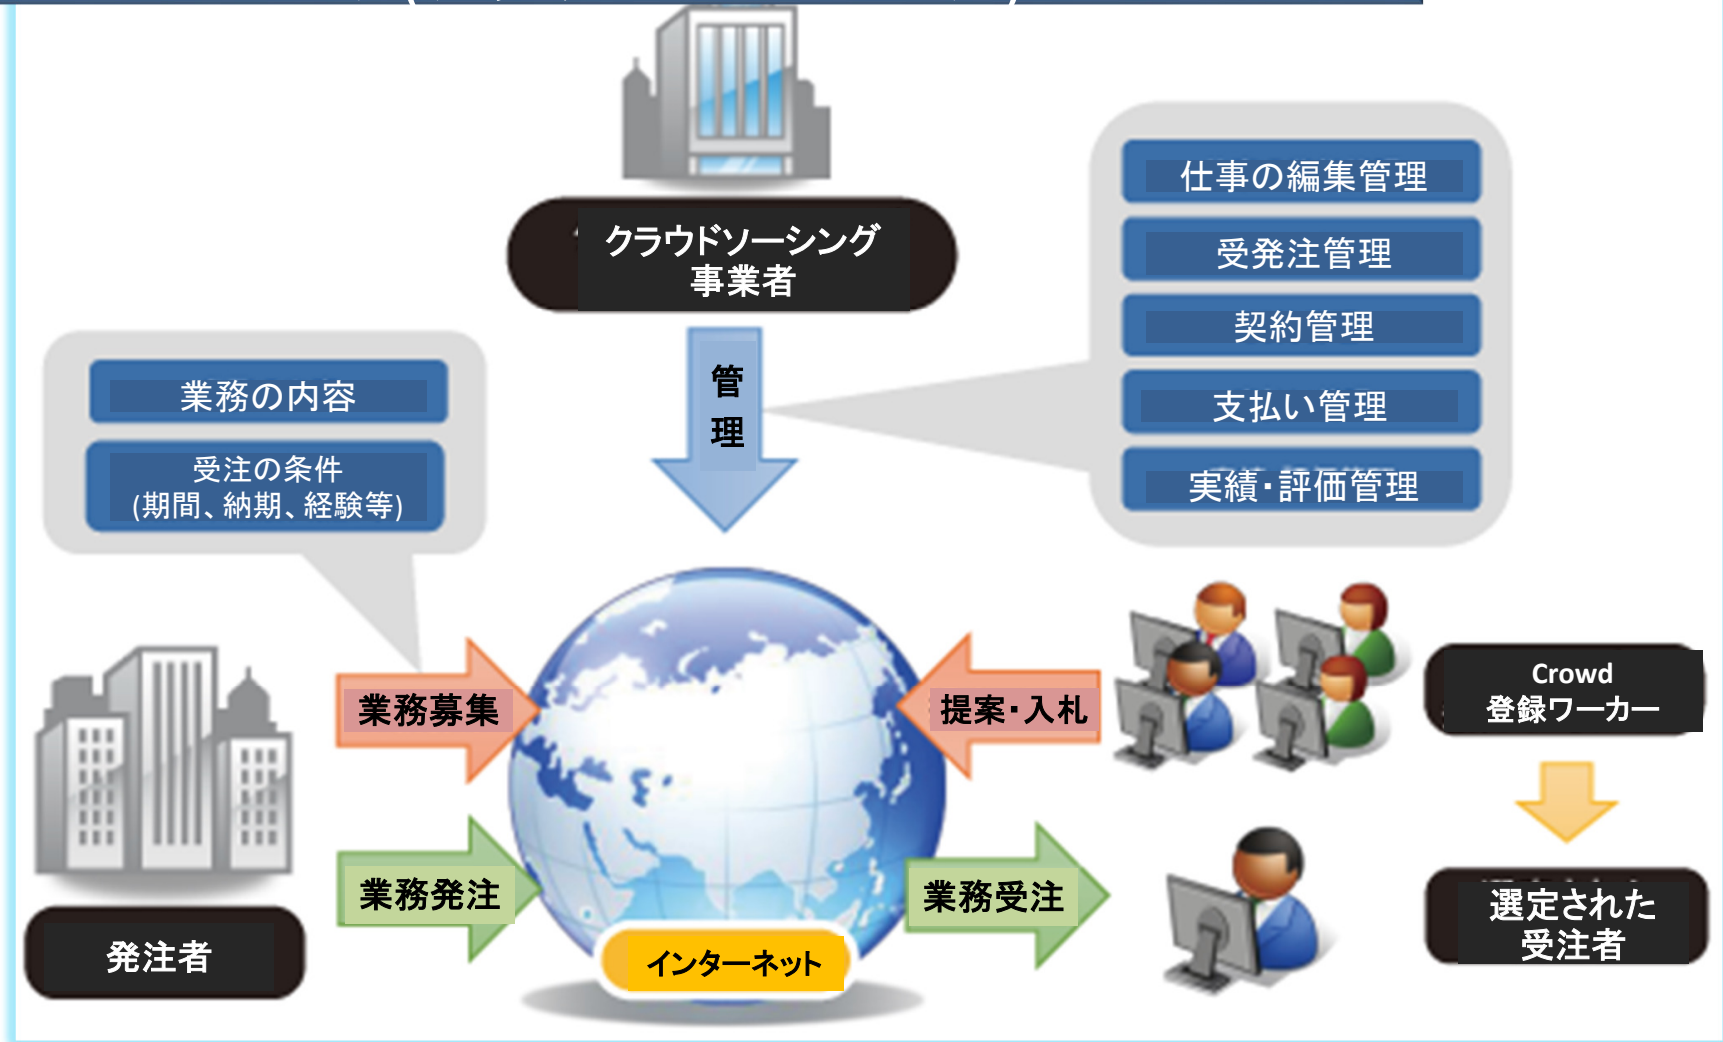 クラウドソーシング
事業者
仕事の編集管理
受発注管理
契約管理
支払い管理
実績・評価管理
管
理
業務の内容
受注の条件
(期間、納期、経験等)
業務募集
提案・入札
Crowd
登録ワーカー
業務発注
業務受注
発注者
インターネット
選定された
受注者